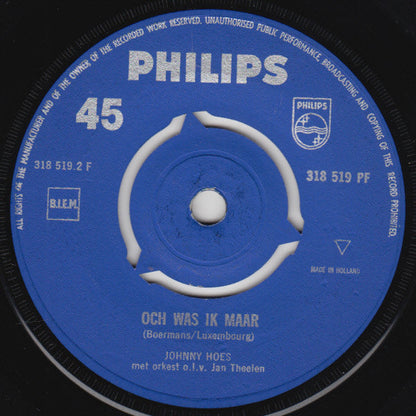 ALL RIGHTS OF THE MANUFACTURER AND OF THE OWNER OF THE RECORDED WORK RESERVED. UNAUTHORISED PUBLIC PERFORMANCE, BROADCASTING AND COPYING OF THIS RECORD PROHIBITED.
PHILIPS
45
PHILIPS
318 519.2 F
318 519 PF
B.I.E.M.
MADE IN HOLLAND
OCH WAS IK MAAR
(Boermans/Luxembourg)
JOHNNY HOES
met orkest o.l.v. Jan Theelen